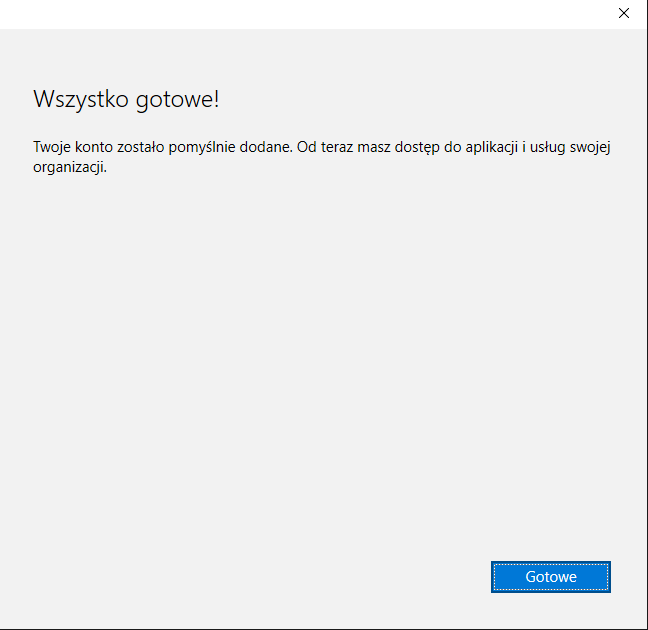 Wszystko gotowe!
Twoje konto zostało pomyślnie dodane. Od teraz masz dostęp do aplikacji i usług swojej
organizacji.
Gotowe